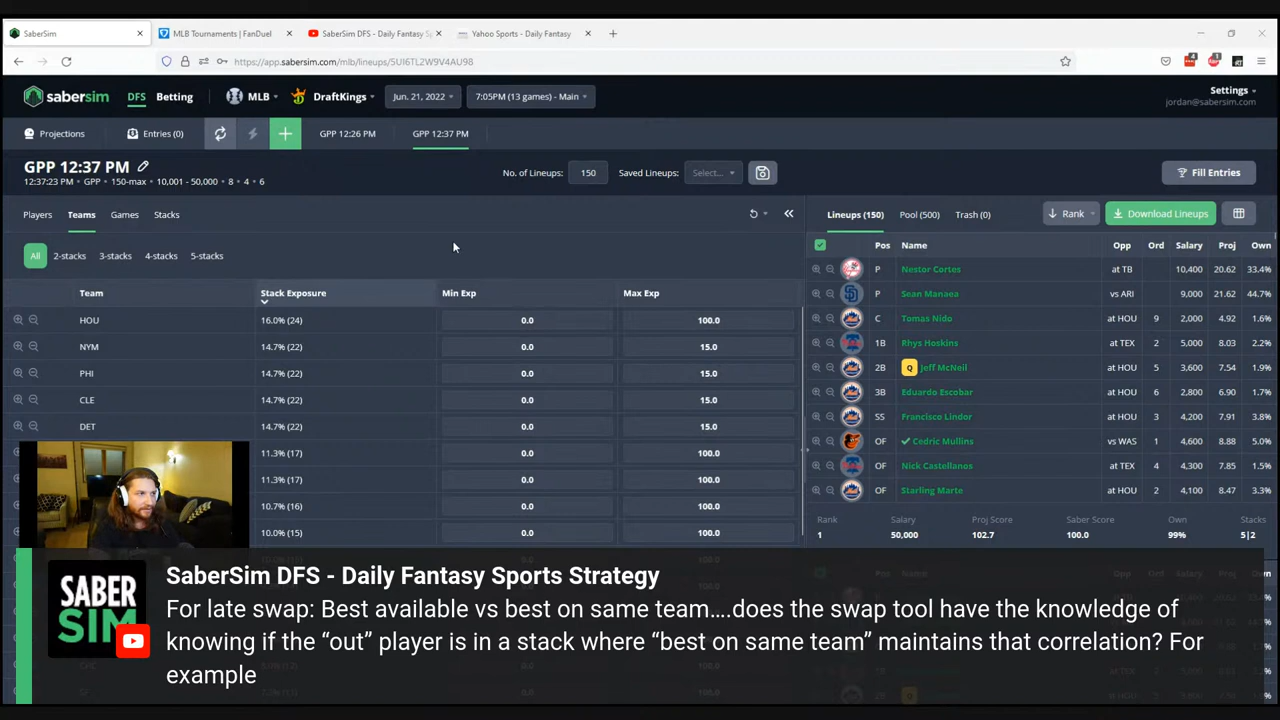 SaberSim
MLB Tournaments | FanDuel
SaberSim DFS - Daily Fantasy Sp
Yahoo Sports - Daily Fantasy
https://app.sabersim.com/mlb/lineups/5UI6TL2W9V4AU98
sabersim DFS Betting MLB DraftKings Jun. 21, 2022 7:05PM (13 games) - Main Settings
jordan@sabersim.com
Projections Entries (0) GPP 12:26 PM GPP 12:37 PM
GPP 12:37 PM No. of Lineups: 150 Saved Lineups: Select... Fill Entries
12:37:23 PM • GPP • 150-max • 10,001 - 50,000 • 8 • 4 • 6
Players Teams Games Stacks
All 2-stacks 3-stacks 4-stacks 5-stacks
Team Stack Exposure Min Exp Max Exp
HOU 16.0% (24) 0.0 100.0
NYM 14.7% (22) 0.0 15.0
PHI 14.7% (22) 0.0 15.0
CLE 14.7% (22) 0.0 15.0
DET 14.7% (22) 0.0 15.0
11.3% (17) 0.0 100.0
11.3% (17) 0.0 100.0
10.7% (16) 0.0 100.0
10.0% (15) 0.0 100.0
Lineups (150) Pool (500) Trash (0) Rank Download Lineups
Pos Name Opp Ord Salary Proj Own
P Nestor Cortes at TB 10,400 20.62 33.4%
P Sean Manaea vs ARI 9,000 21.62 44.7%
C Tomas Nido at HOU 9 2,000 4.92 1.6%
1B Rhys Hoskins at TEX 2 5,000 8.03 2.2%
2B Q Jeff McNeil at HOU 5 3,600 7.54 1.9%
3B Eduardo Escobar at HOU 6 2,800 6.90 1.7%
SS Francisco Lindor at HOU 3 4,200 7.91 3.8%
OF Cedric Mullins vs WAS 1 4,600 8.88 5.0%
OF Nick Castellanos at TEX 4 4,300 7.85 1.5%
OF Starling Marte at HOU 2 4,100 8.47 3.3%
Rank Salary Proj Score Saber Score Own Stacks
1 50,000 102.7 100.0 99% 5|2
SABER
SIM
SaberSim DFS - Daily Fantasy Sports Strategy
For late swap: Best available vs best on same team....does the swap tool have the knowledge of
knowing if the “out” player is in a stack where “best on same team” maintains that correlation? For
example